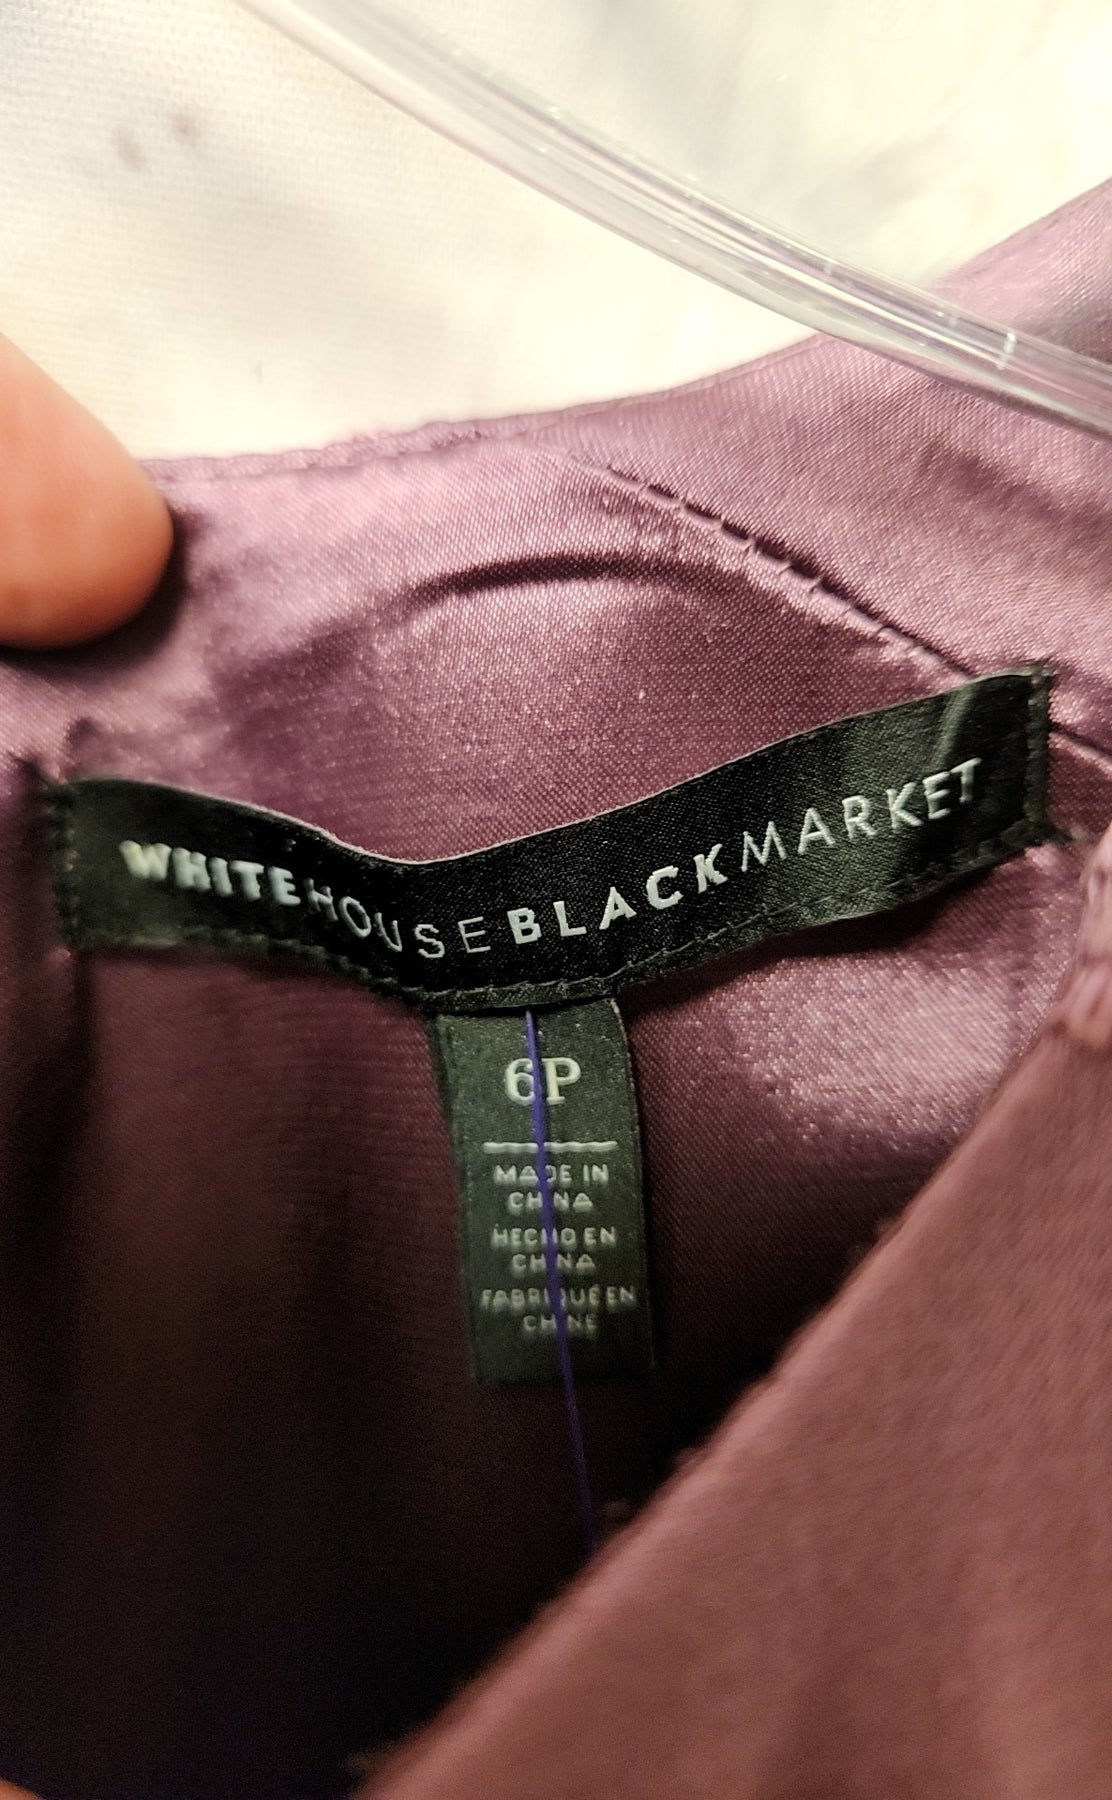 WHITEHOUSEBLACKMARKET
6P
MADE IN
CHINA
HECHO EN
CHINA
FABRIQUÉ EN
CHINE